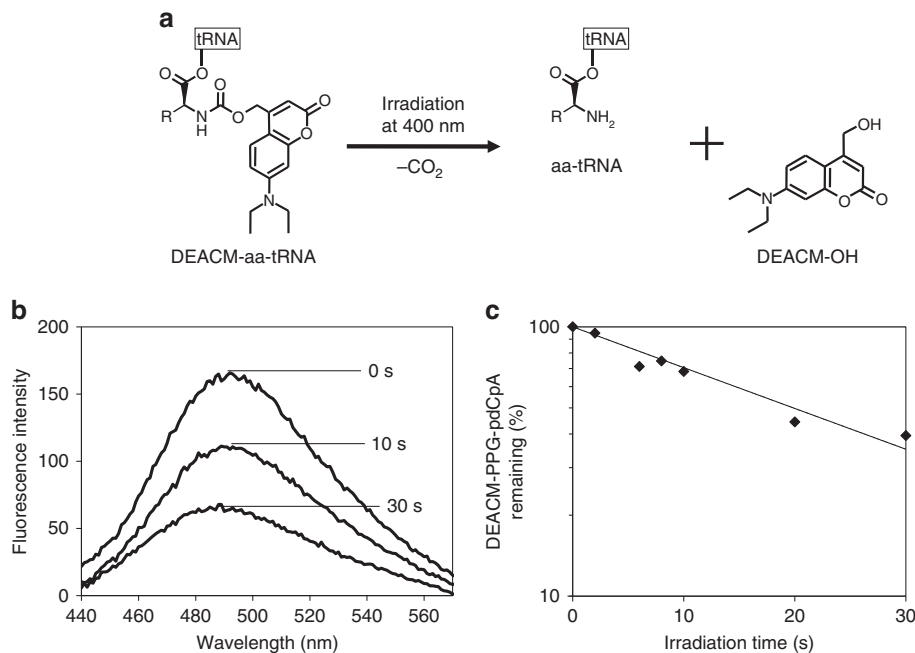 a
tRNA
O
O
O
R
N
H
O
O
O
N
DEACM-aa-tRNA
Irradiation
at 400 nm
–CO2
tRNA
O
O
R
NH2
aa-tRNA
+
OH
N
O
O
DEACM-OH
b
200
150
100
50
0
Fluorescence intensity
0 s
10 s
30 s
440 460 480 500 520 540 560
Wavelength (nm)
c
100
10
DEACM-PPG-pdCpA
remaining (%)
0 10 20 30
Irradiation time (s)